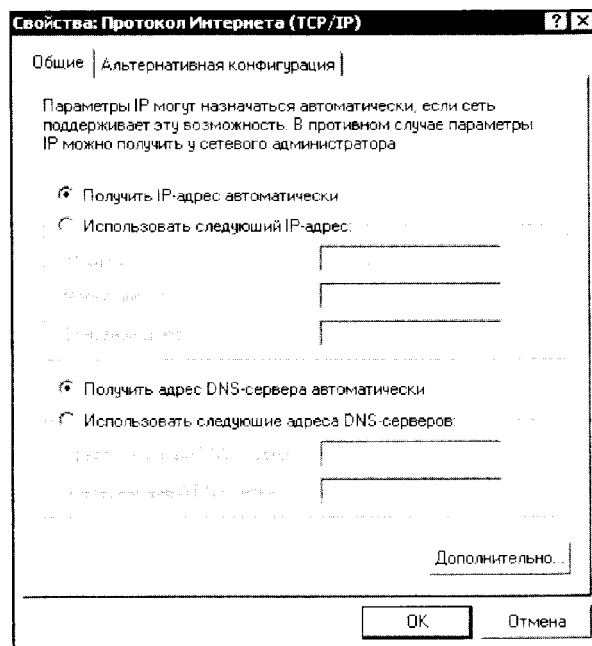 Свойства: Протокол Интернета (TCP/IP)
Общие
Альтернативная конфигурация
Параметры IP могут назначаться автоматически, если сеть
поддерживает эту возможность. В противном случае параметры
IP можно получить у сетевого администратора
Получить IP-адрес автоматически
Использовать следующий IP-адрес:
Получить адрес DNS-сервера автоматически
Использовать следующие адреса DNS-серверов:
Дополнительно...
OK
Отмена